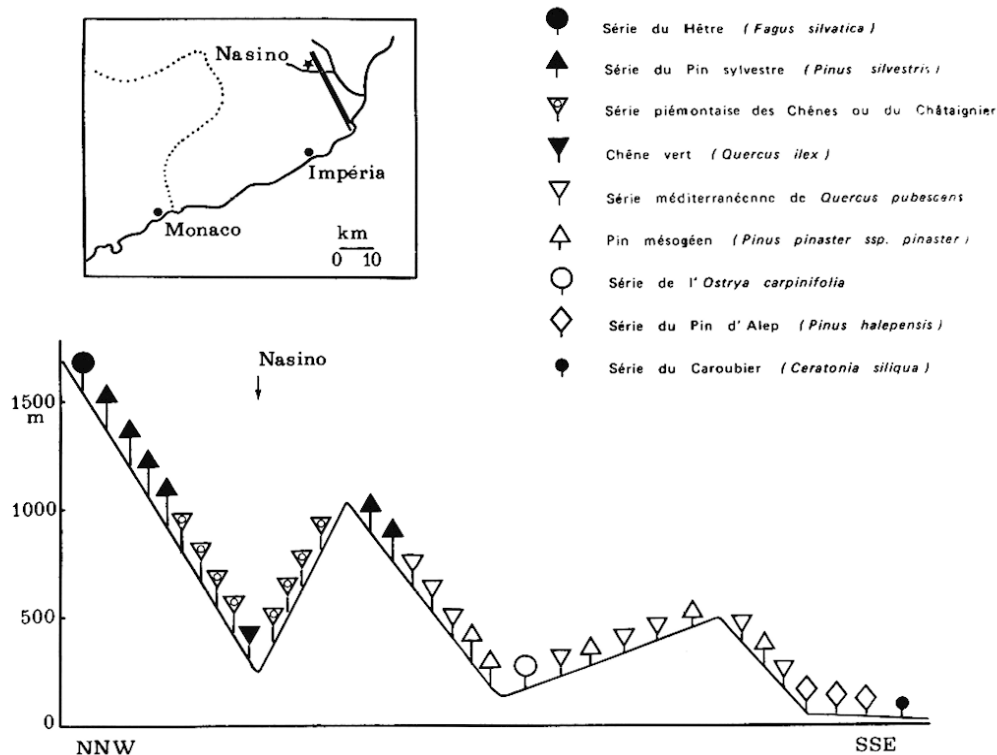 Nasino
Impéria
Monaco
km
0 10
Série du Hêtre (Fagus silvatica)
Série du Pin sylvestre (Pinus silvestris)
Série piémontaise des Chênes ou du Châtaignier
Chêne vert (Quercus ilex)
Série méditerranéenne de Quercus pubescens
Pin mésogéen (Pinus pinaster ssp. pinaster)
Série de l'Ostrya carpinifolia
Série du Pin d'Alep (Pinus halepensis)
Série du Caroubier (Ceratonia siliqua)
Nasino
1500
m
1000
500
0
NNW SSE